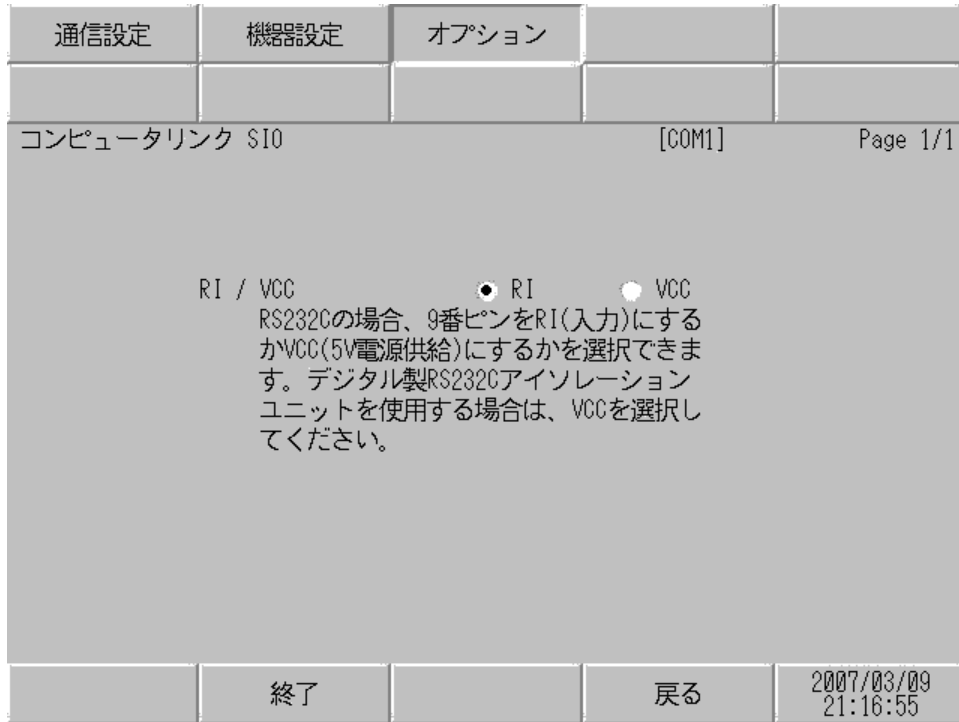 通信設定 機器設定 オプション
コンピュータリンク SIO [COM1] Page 1/1
RI / VCC RI VCC
RS232Cの場合、9番ピンをRI(入力)にする
かVCC(5V電源供給)にするかを選択できま
す。デジタル製RS232Cアイソレーション
ユニットを使用する場合は、VCCを選択し
てください。
終了 戻る 2007/03/09
21:16:55